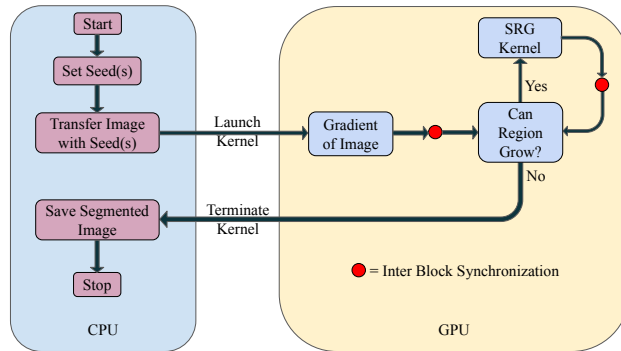 Start
Set Seed(s)
Transfer Image
with Seed(s)
Launch
Kernel
Gradient
of Image
SRG
Kernel
Yes
Can
Region
Grow?
No
Terminate
Kernel
Save Segmented
Image
Stop
= Inter Block Synchronization
CPU
GPU